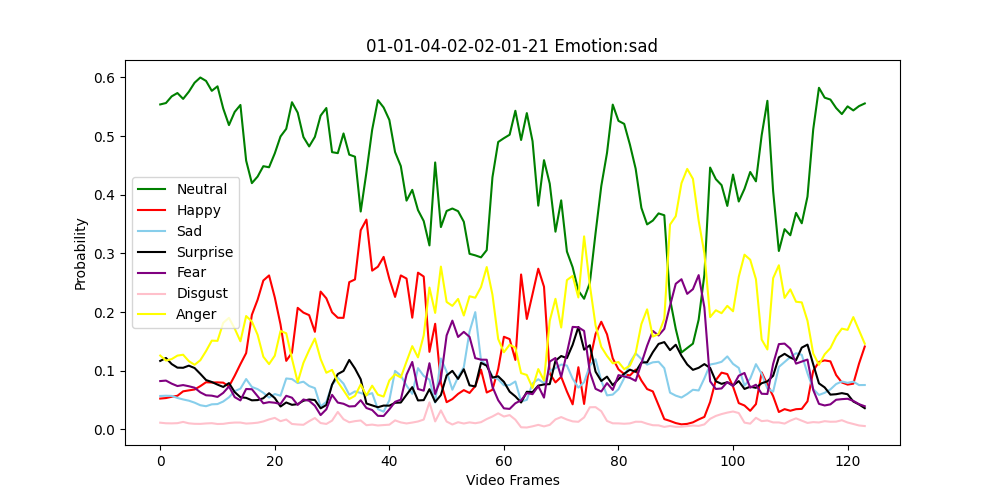 01-01-04-02-02-01-21 Emotion:sad
0.6
0.5
0.4
0.3
0.2
0.1
0.0
Probability
Neutral
Happy
Sad
Surprise
Fear
Disgust
Anger
0 20 40 60 80 100 120
Video Frames